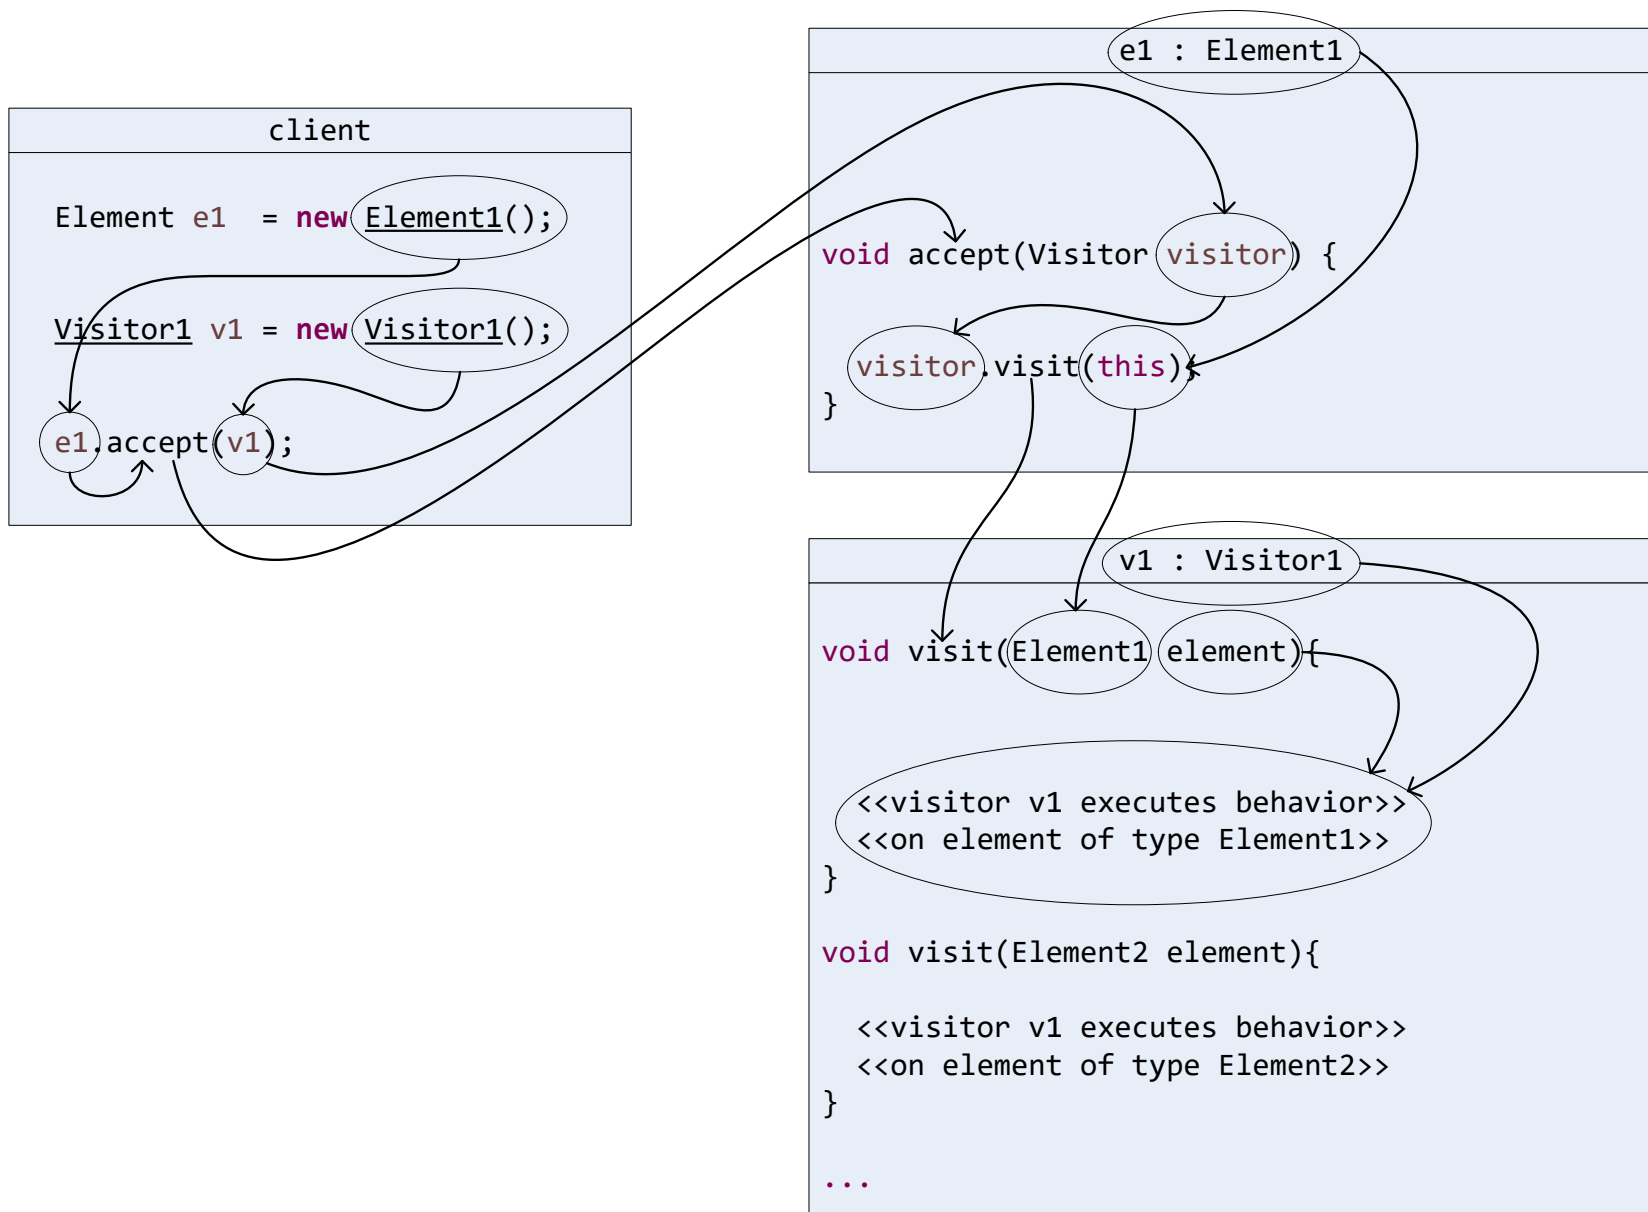 client
Element e1  = new Element1();
Visitor1 v1 = new Visitor1();
e1.accept(v1);
e1 : Element1
void accept(Visitor visitor) {
visitor.visit(this);
}
v1 : Visitor1
void visit(Element1 element){
<<visitor v1 executes behavior>>
<<on element of type Element1>>
}
void visit(Element2 element){
<<visitor v1 executes behavior>>
<<on element of type Element2>>
}
...